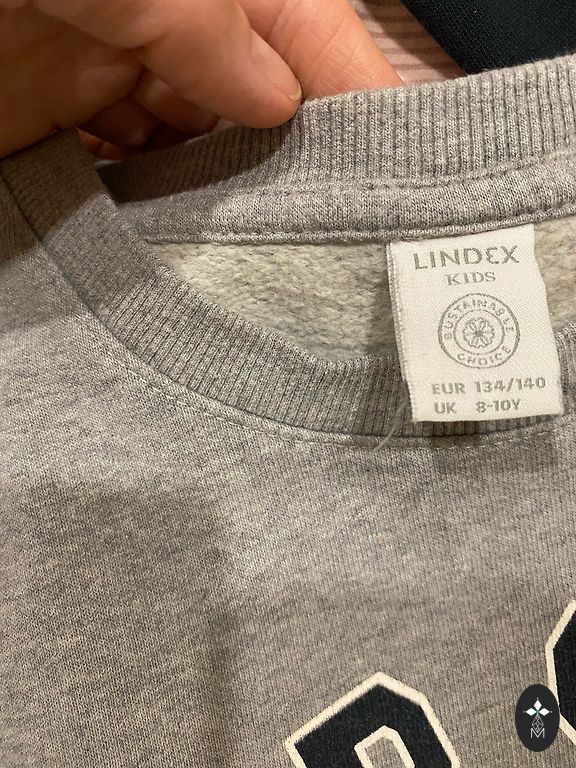 LINDEX
KIDS
SUSTAINABLE
CHOICE
EUR 134/140
UK 8-10Y